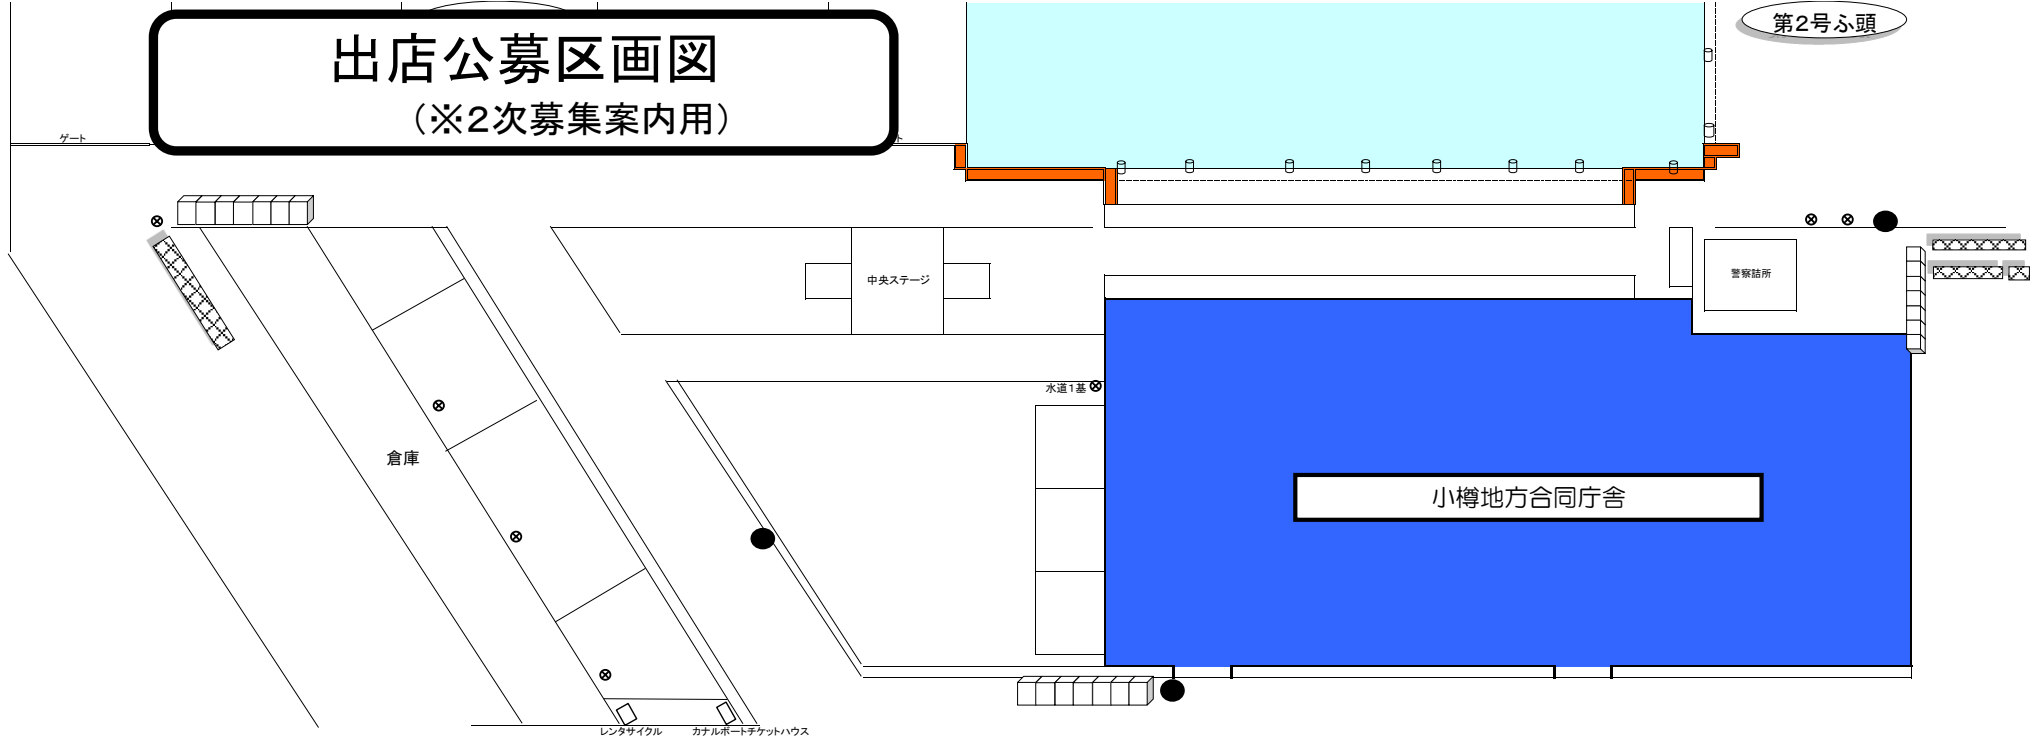 出店公募区画図
(※2次募集案内用)
第2号ふ頭
ゲート
ト
中央ステージ
警察詰所
水道1基
倉庫
小樽地方合同庁舎
レンタサイクル
カナルボートチケットハウス